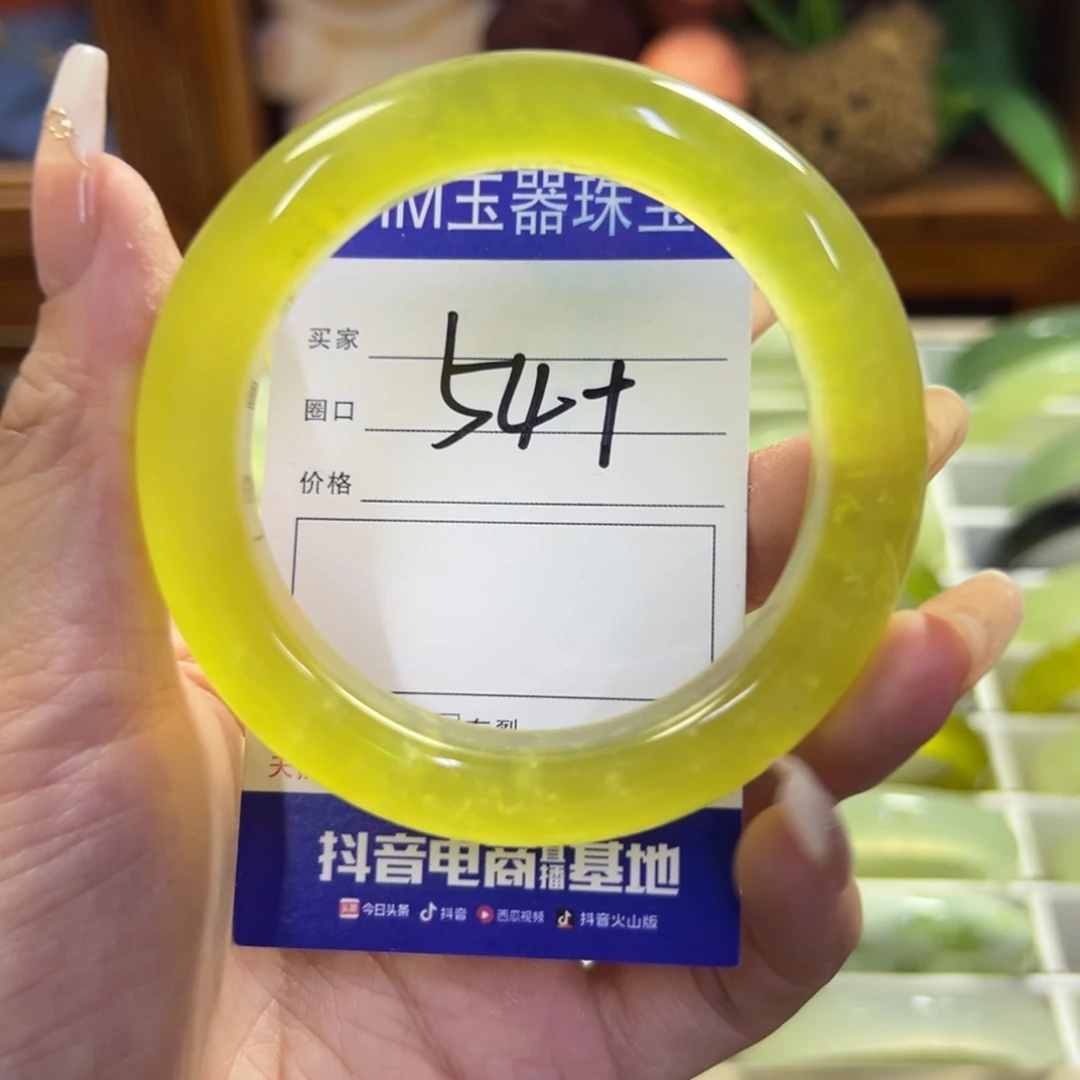 M玉器珠宝
买家
圈口 54+
价格
抖音电商直播基地
今日头条 抖音 西瓜视频 抖音火山版